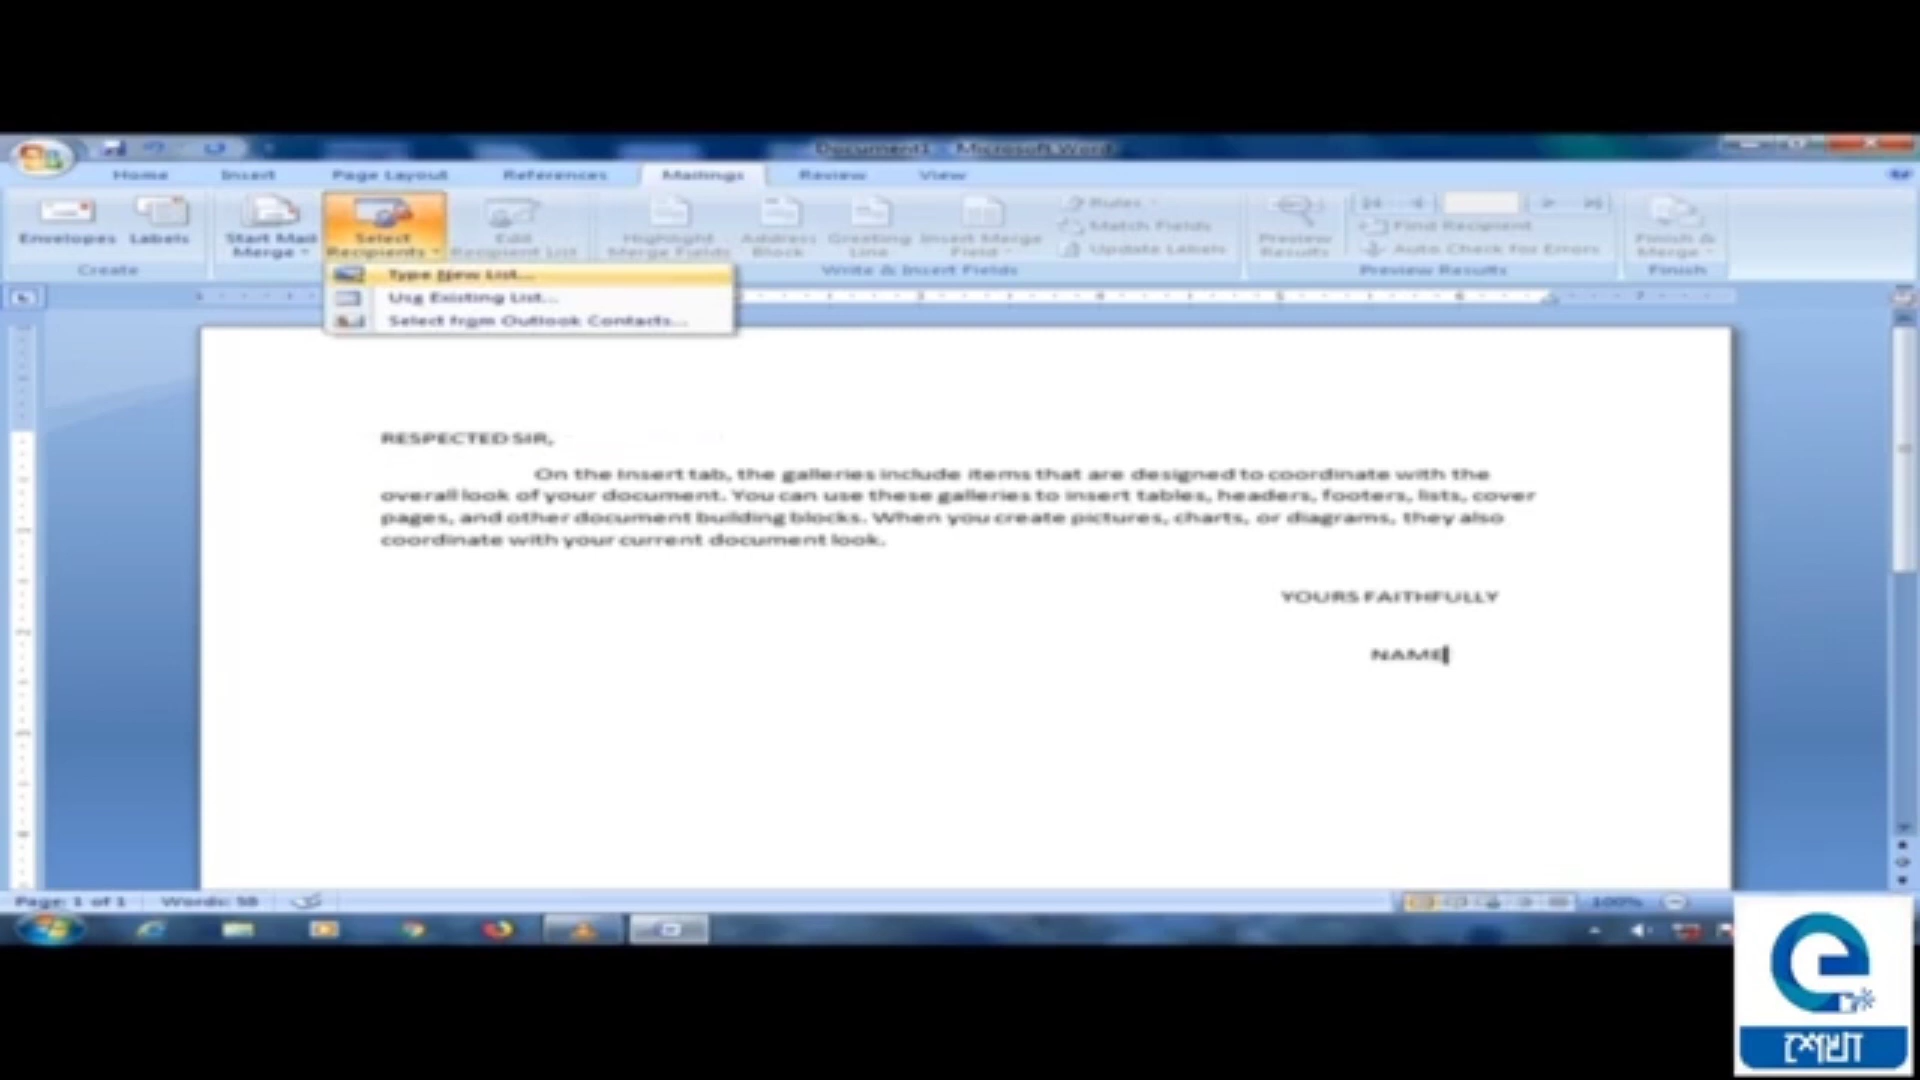 Document1 - Microsoft Word
Home Insert Page Layout References Mailings Review View
Envelopes Labels Start Mail Merge Select Recipients Edit Recipient List Highlight Merge Fields Address Block Greeting Line Insert Merge Field Rules Match Fields Update Labels Preview Results Find Recipient Auto Check for Errors Finish & Merge
Create Write & Insert Fields Preview Results Finish
Type New List...
Use Existing List...
Select from Outlook Contacts...
RESPECTED SIR,
On the Insert tab, the galleries include items that are designed to coordinate with the
overall look of your document. You can use these galleries to insert tables, headers, footers, lists, cover
pages, and other document building blocks. When you create pictures, charts, or diagrams, they also
coordinate with your current document look.
YOURS FAITHFULLY
NAME
Page: 1 of 1 Words: 58 100%